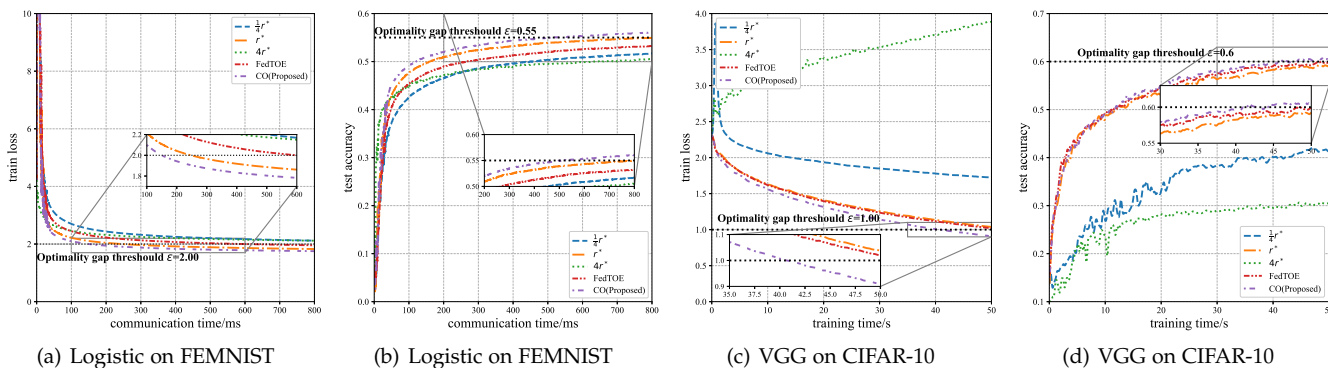 10
8
6
4
2
0
train loss
1/4 r*
r*
4r*
FedTOE
CO(Proposed)
2.2
2.0
1.8
100 200 300 400 500 600
Optimality gap threshold ε=2.00
0 100 200 300 400 500 600 700 800
communication time/ms
(a) Logistic on FEMNIST
0.6
0.5
0.4
0.3
0.2
0.1
0.0
test accuracy
Optimality gap threshold ε=0.55
0.60
0.55
0.50
200 300 400 500 600 700 800
1/4 r*
r*
4r*
FedTOE
CO(Proposed)
0 100 200 300 400 500 600 700 800
communication time/ms
(b) Logistic on FEMNIST
4.0
3.5
3.0
2.5
2.0
1.5
1.0
0.5
0.0
train loss
1/4 r*
r*
4r*
FedTOE
CO(Proposed)
Optimality gap threshold ε=1.00
1.1
1.0
0.9
35.0 37.5 40.0 42.5 45.0 47.5 50.0
0 10 20 30 40 50
training time/s
(c) VGG on CIFAR-10
0.7
0.6
0.5
0.4
0.3
0.2
0.1
test accuracy
Optimality gap threshold ε=0.6
0.60
0.55
30 35 40 45 50
1/4 r*
r*
4r*
FedTOE
CO(Proposed)
0 10 20 30 40 50
training time/s
(d) VGG on CIFAR-10